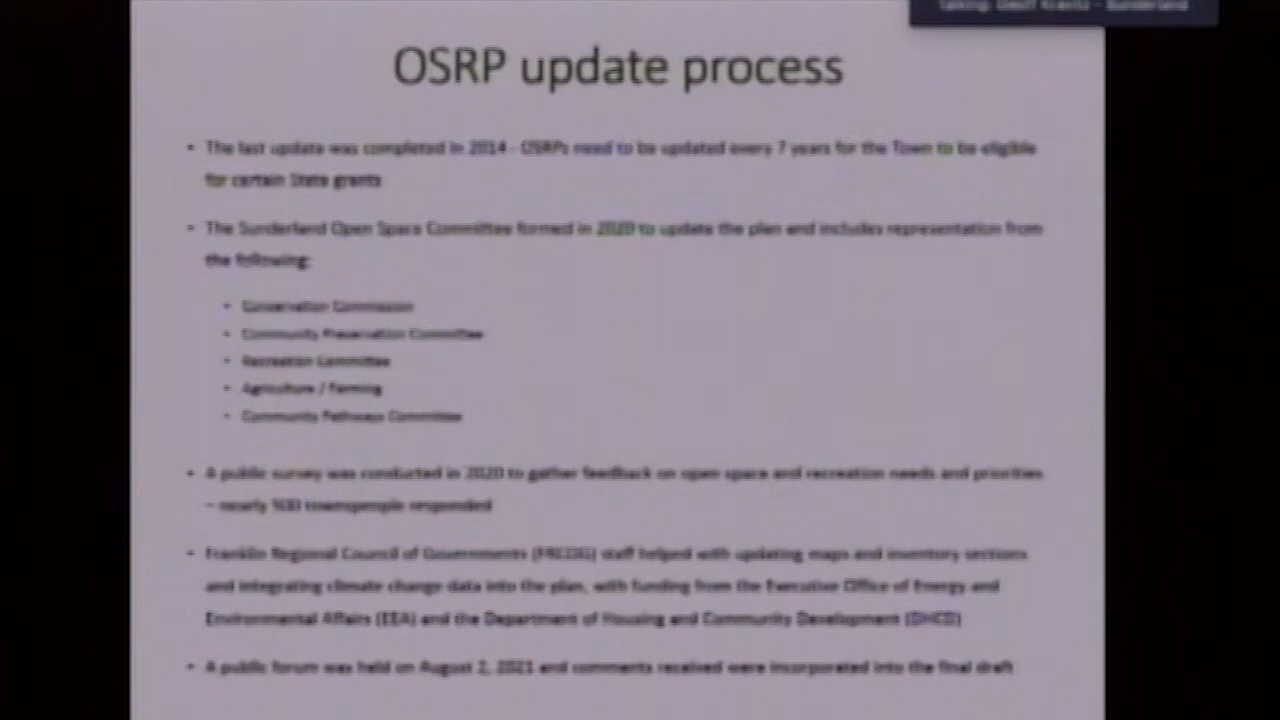 Talking: Geoff Kravitz - Sunderland
OSRP update process
• The last update was completed in 2014 - OSRPs need to be updated every 7 years for the Town to be eligible
for certain State grants
• The Sunderland Open Space Committee formed in 2020 to update the plan and includes representation from
the following:
• Conservation Commission
• Community Preservation Committee
• Recreation Committee
• Agriculture / Farming
• Community Pathways Committee
• A public survey was conducted in 2020 to gather feedback on open space and recreation needs and priorities
– nearly 500 townspeople responded
• Franklin Regional Council of Governments (FRCOG) staff helped with updating maps and inventory sections
and integrating climate change data into the plan, with funding from the Executive Office of Energy and
Environmental Affairs (EEA) and the Department of Housing and Community Development (DHCD)
• A public forum was held on August 2, 2021 and comments received were incorporated into the final draft